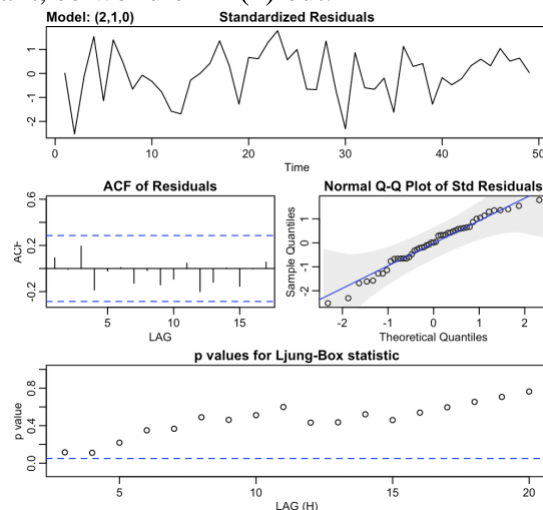 Model: (2,1,0) Standardized Residuals
1
0
-1
-2
0 10 20 30 40 50
Time
ACF of Residuals
0.6
0.2
-0.2
ACF
5 10 15
LAG
Normal Q-Q Plot of Std Residuals
Sample Quantiles
1
0
-1
-2
-2 -1 0 1 2
Theoretical Quantiles
p values for Ljung-Box statistic
p value
0.8
0.4
0.0
5 10 15 20
LAG (H)